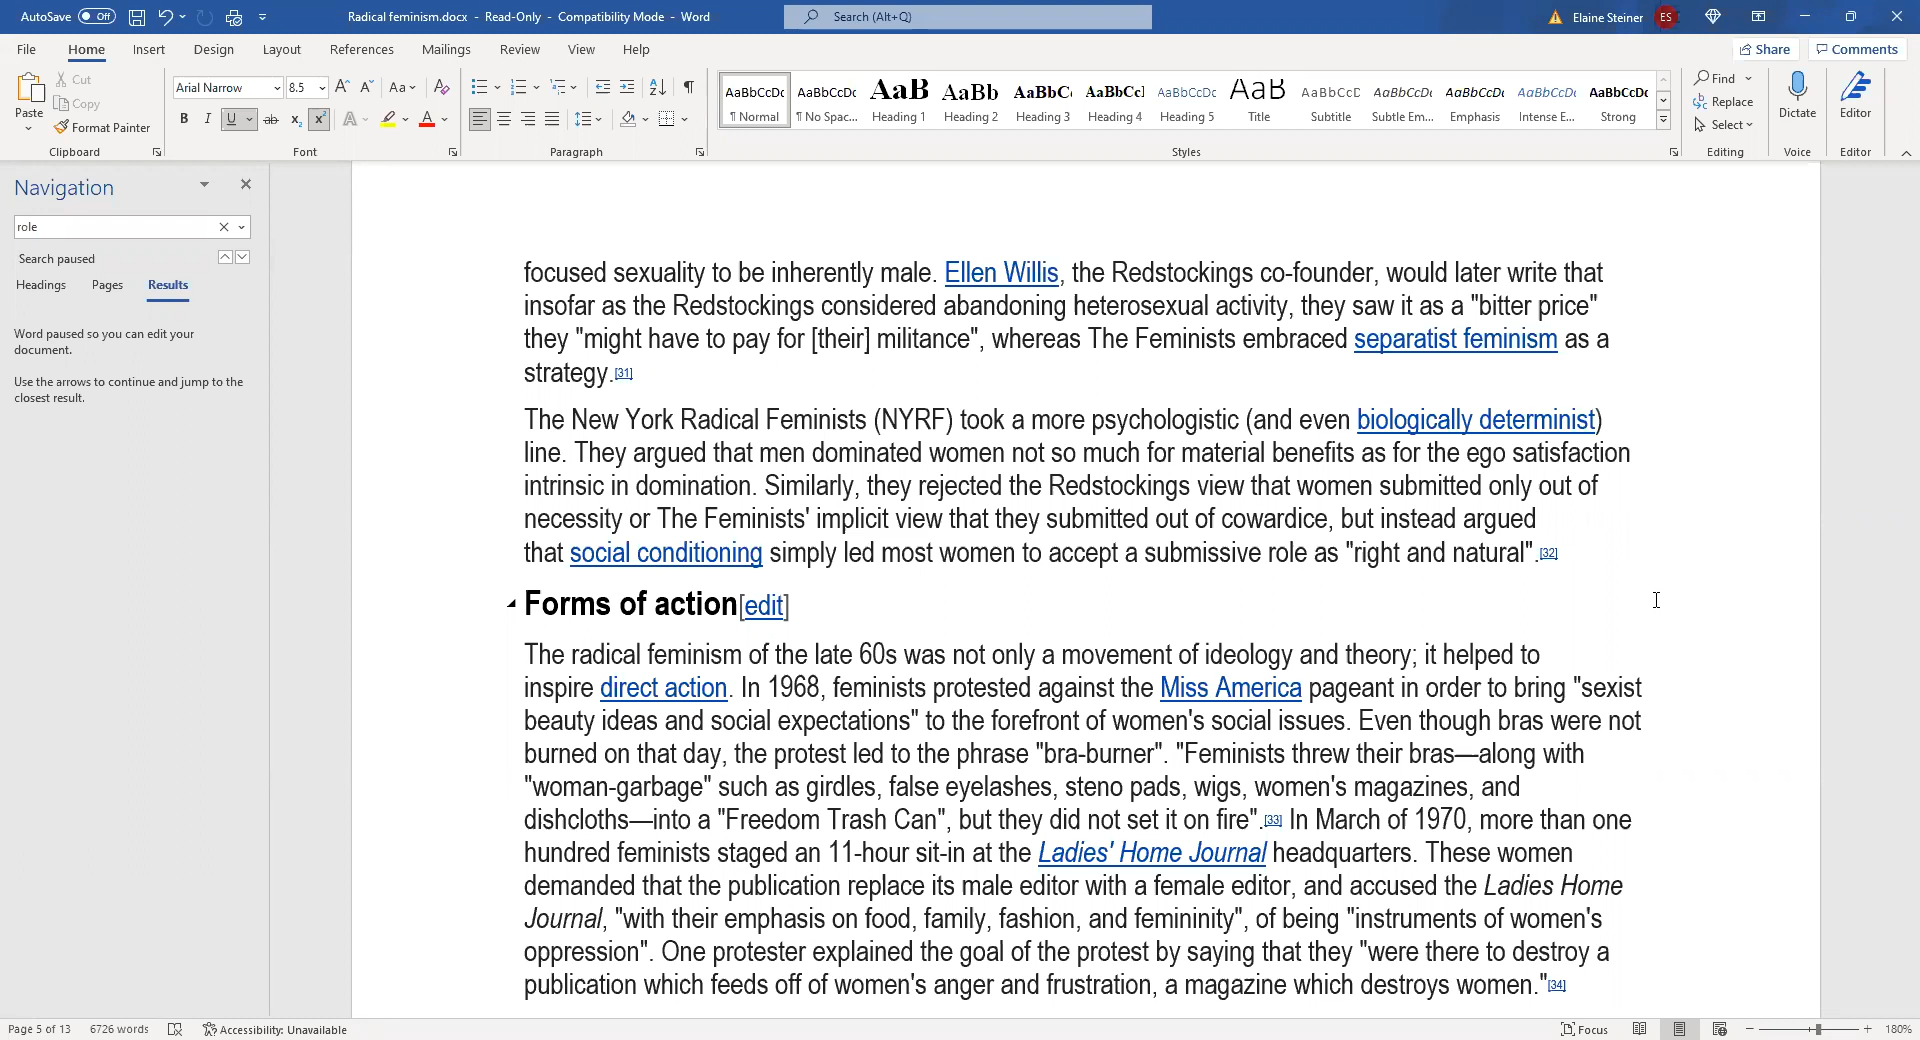 AutoSave Off Radical feminism.docx - Read-Only - Compatibility Mode - Word Search (Alt+Q) Elaine Steiner ES
File Home Insert Design Layout References Mailings Review View Help Share Comments
Paste Cut Copy Format Painter
Arial Narrow 8.5 A A Aa A
B I U ab x₂ x² A A
AaBbCcDc AaBbCcDc AaB AaBb AaBbC AaBbCcl AaBbCcDc AaB AaBbCcD AaBbCcDc AaBbCcDc AaBbCcDc AaBbCcDc
¶ Normal ¶ No Spac... Heading 1 Heading 2 Heading 3 Heading 4 Heading 5 Title Subtitle Subtle Em... Emphasis Intense E... Strong
Find Replace Select
Dictate Editor
Clipboard Font Paragraph Styles Editing Voice Editor
Navigation
role
Search paused
Headings Pages Results
Word paused so you can edit your
document.
Use the arrows to continue and jump to the
closest result.
focused sexuality to be inherently male. Ellen Willis, the Redstockings co-founder, would later write that
insofar as the Redstockings considered abandoning heterosexual activity, they saw it as a "bitter price"
they "might have to pay for [their] militance", whereas The Feminists embraced separatist feminism as a
strategy.[31]
The New York Radical Feminists (NYRF) took a more psychologistic (and even biologically determinist)
line. They argued that men dominated women not so much for material benefits as for the ego satisfaction
intrinsic in domination. Similarly, they rejected the Redstockings view that women submitted only out of
necessity or The Feminists' implicit view that they submitted out of cowardice, but instead argued
that social conditioning simply led most women to accept a submissive role as "right and natural".[32]
Forms of action[edit]
The radical feminism of the late 60s was not only a movement of ideology and theory; it helped to
inspire direct action. In 1968, feminists protested against the Miss America pageant in order to bring "sexist
beauty ideas and social expectations" to the forefront of women's social issues. Even though bras were not
burned on that day, the protest led to the phrase "bra-burner". "Feminists threw their bras—along with
"woman-garbage" such as girdles, false eyelashes, steno pads, wigs, women's magazines, and
dishcloths—into a "Freedom Trash Can", but they did not set it on fire".[33] In March of 1970, more than one
hundred feminists staged an 11-hour sit-in at the Ladies' Home Journal headquarters. These women
demanded that the publication replace its male editor with a female editor, and accused the Ladies Home
Journal, "with their emphasis on food, family, fashion, and femininity", of being "instruments of women's
oppression". One protester explained the goal of the protest by saying that they "were there to destroy a
publication which feeds off of women's anger and frustration, a magazine which destroys women."[34]
Page 5 of 13 6726 words Accessibility: Unavailable Focus 180%